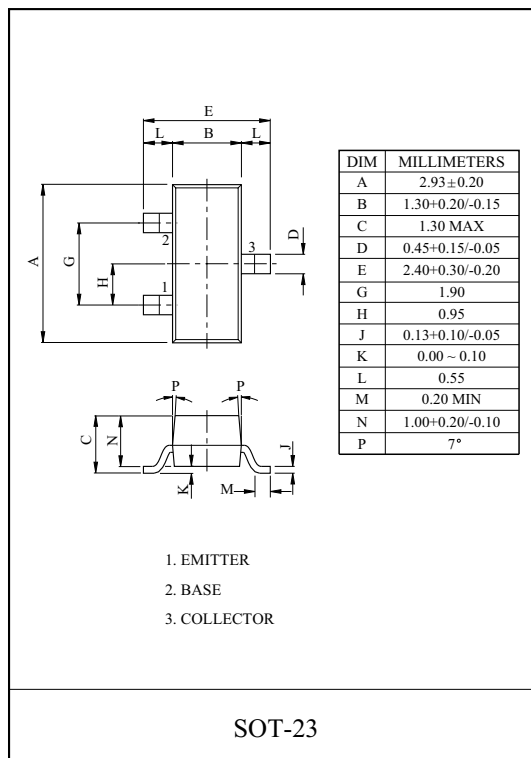 E
L B L
A
G
H
2
1
3
D
P P
C
N
K
M
J
DIM MILLIMETERS
A 2.93±0.20
B 1.30+0.20/-0.15
C 1.30 MAX
D 0.45+0.15/-0.05
E 2.40+0.30/-0.20
G 1.90
H 0.95
J 0.13+0.10/-0.05
K 0.00 ~ 0.10
L 0.55
M 0.20 MIN
N 1.00+0.20/-0.10
P 7°
1. EMITTER
2. BASE
3. COLLECTOR
SOT-23